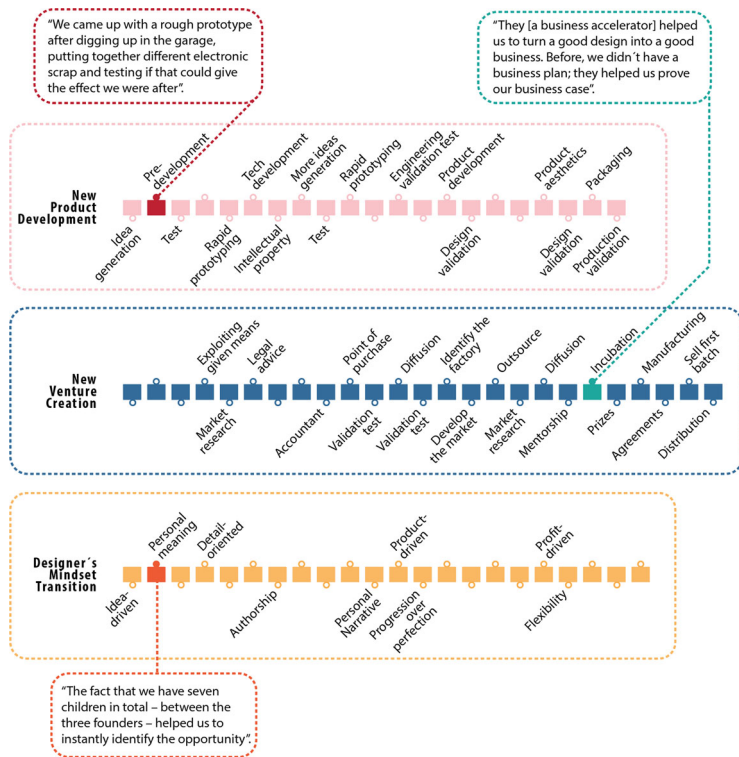 “We came up with a rough prototype
after digging up in the garage,
putting together different electronic
scrap and testing if that could give
the effect we were after”.
“They [a business accelerator] helped
us to turn a good design into a good
business. Before, we didn´t have a
business plan; they helped us prove
our business case”.
New
Product
Development
Pre-
development
Tech development
More ideas
generation
Rapid
prototyping
Engineering
validation test
Product
development
Product
aesthetics
Packaging
Idea
generation
Test
Rapid
prototyping
Intellectual
property
Test
Design
validation
Design
validation
Production
validation
New
Venture
Creation
Exploiting
given means
Legal
advice
Point of
purchase
Diffusion
Identify the
factory
Outsource
Diffusion
Incubation
Manufacturing
Sell first
batch
Market
research
Accountant
Validation
test
Validation
test
Develop
the market
Market
research
Mentorship
Prizes
Agreements
Distribution
Designer´s
Mindset
Transition
Personal
meaning
Detail-
oriented
Product-
driven
Profit-
driven
Idea-
driven
Authorship
Personal
Narrative
Progression
over
perfection
Flexibility
“The fact that we have seven
children in total – between the
three founders – helped us to
instantly identify the opportunity”.